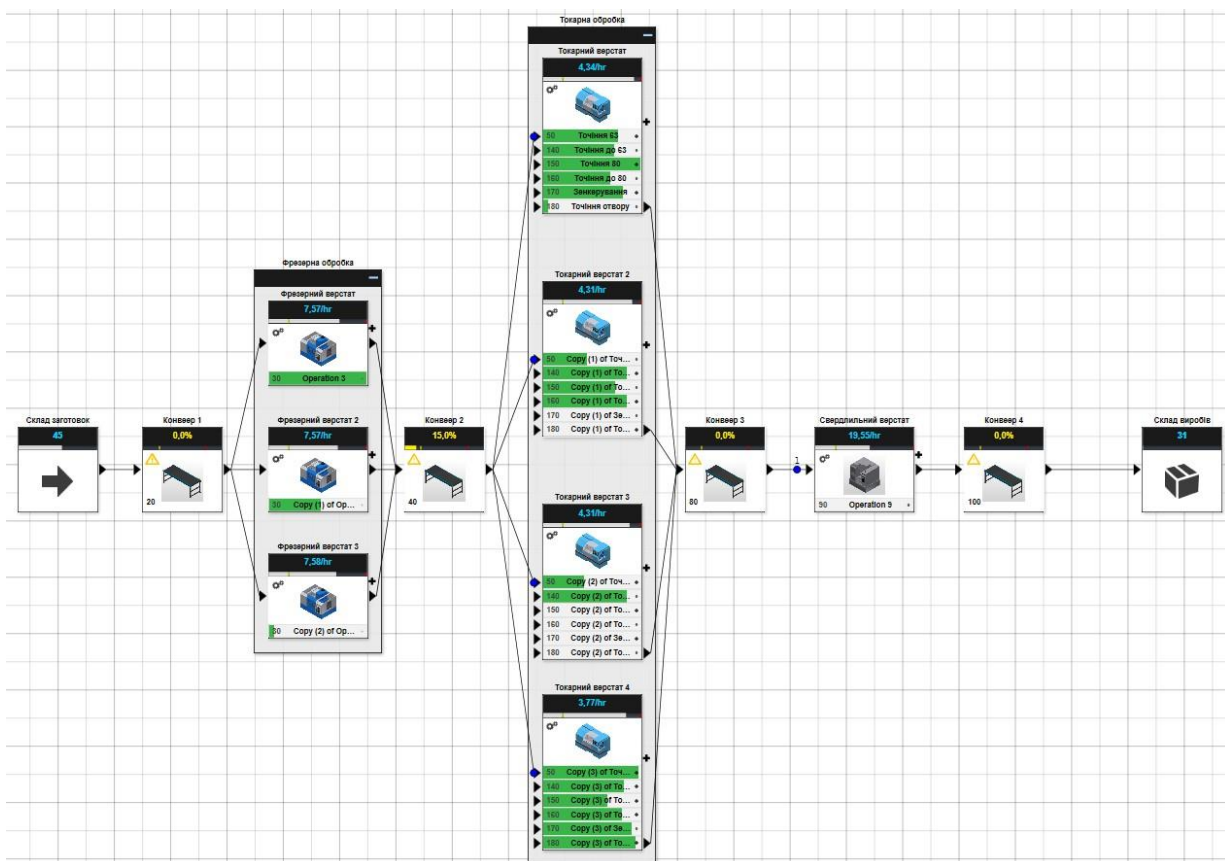 Токарна обробка
Токарний верстат
4,34/hr
50 Точіння 63
140 Точіння до 63
150 Точіння 80
160 Точіння до 80
170 Зенкерування
180 Точіння отвору
Токарний верстат 2
4,31/hr
50 Copy (1) of Точ...
140 Copy (1) of То...
150 Copy (1) of То...
160 Copy (1) of То...
170 Copy (1) of Зе...
180 Copy (1) of То...
Токарний верстат 3
4,31/hr
50 Copy (2) of Точ...
140 Copy (2) of То...
150 Copy (2) of То...
160 Copy (2) of То...
170 Copy (2) of Зе...
180 Copy (2) of То...
Токарний верстат 4
3,77/hr
50 Copy (3) of Точ...
140 Copy (3) of То...
150 Copy (3) of То...
160 Copy (3) of То...
170 Copy (3) of Зе...
180 Copy (3) of То...
Фрезерна обробка
Фрезерний верстат
7,57/hr
30 Operation 3
Фрезерний верстат 2
7,57/hr
30 Copy (1) of Op...
Фрезерний верстат 3
7,58/hr
30 Copy (2) of Op...
Склад заготовок
45
Конвеєр 1
0,0%
20
Конвеєр 2
15,0%
40
Конвеєр 3
0,0%
80
1
Свердлильний верстат
19,55/hr
90 Operation 9
Конвеєр 4
0,0%
100
Склад виробів
31